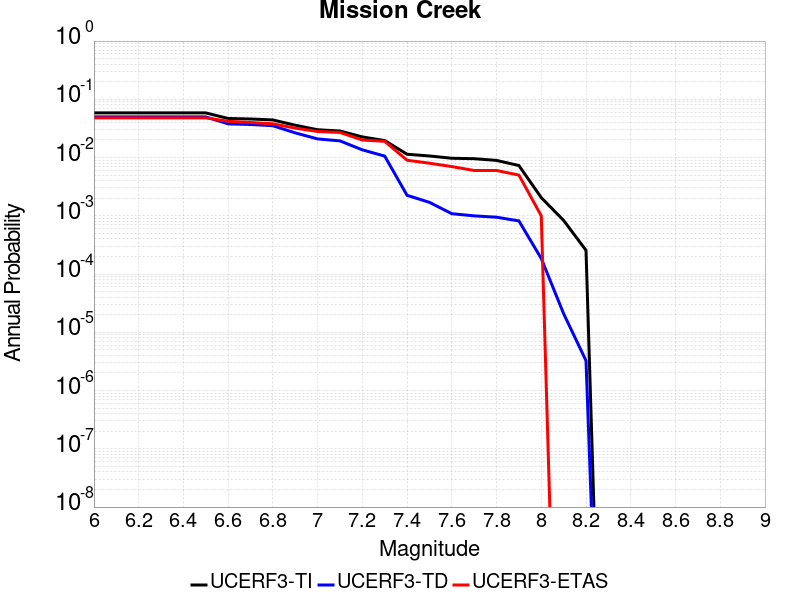 Mission Creek
10^0
10^-1
10^-2
10^-3
10^-4
10^-5
10^-6
10^-7
10^-8
Annual Probability
6 6.2 6.4 6.6 6.8 7 7.2 7.4 7.6 7.8 8 8.2 8.4 8.6 8.8 9
Magnitude
UCERF3-TI UCERF3-TD UCERF3-ETAS